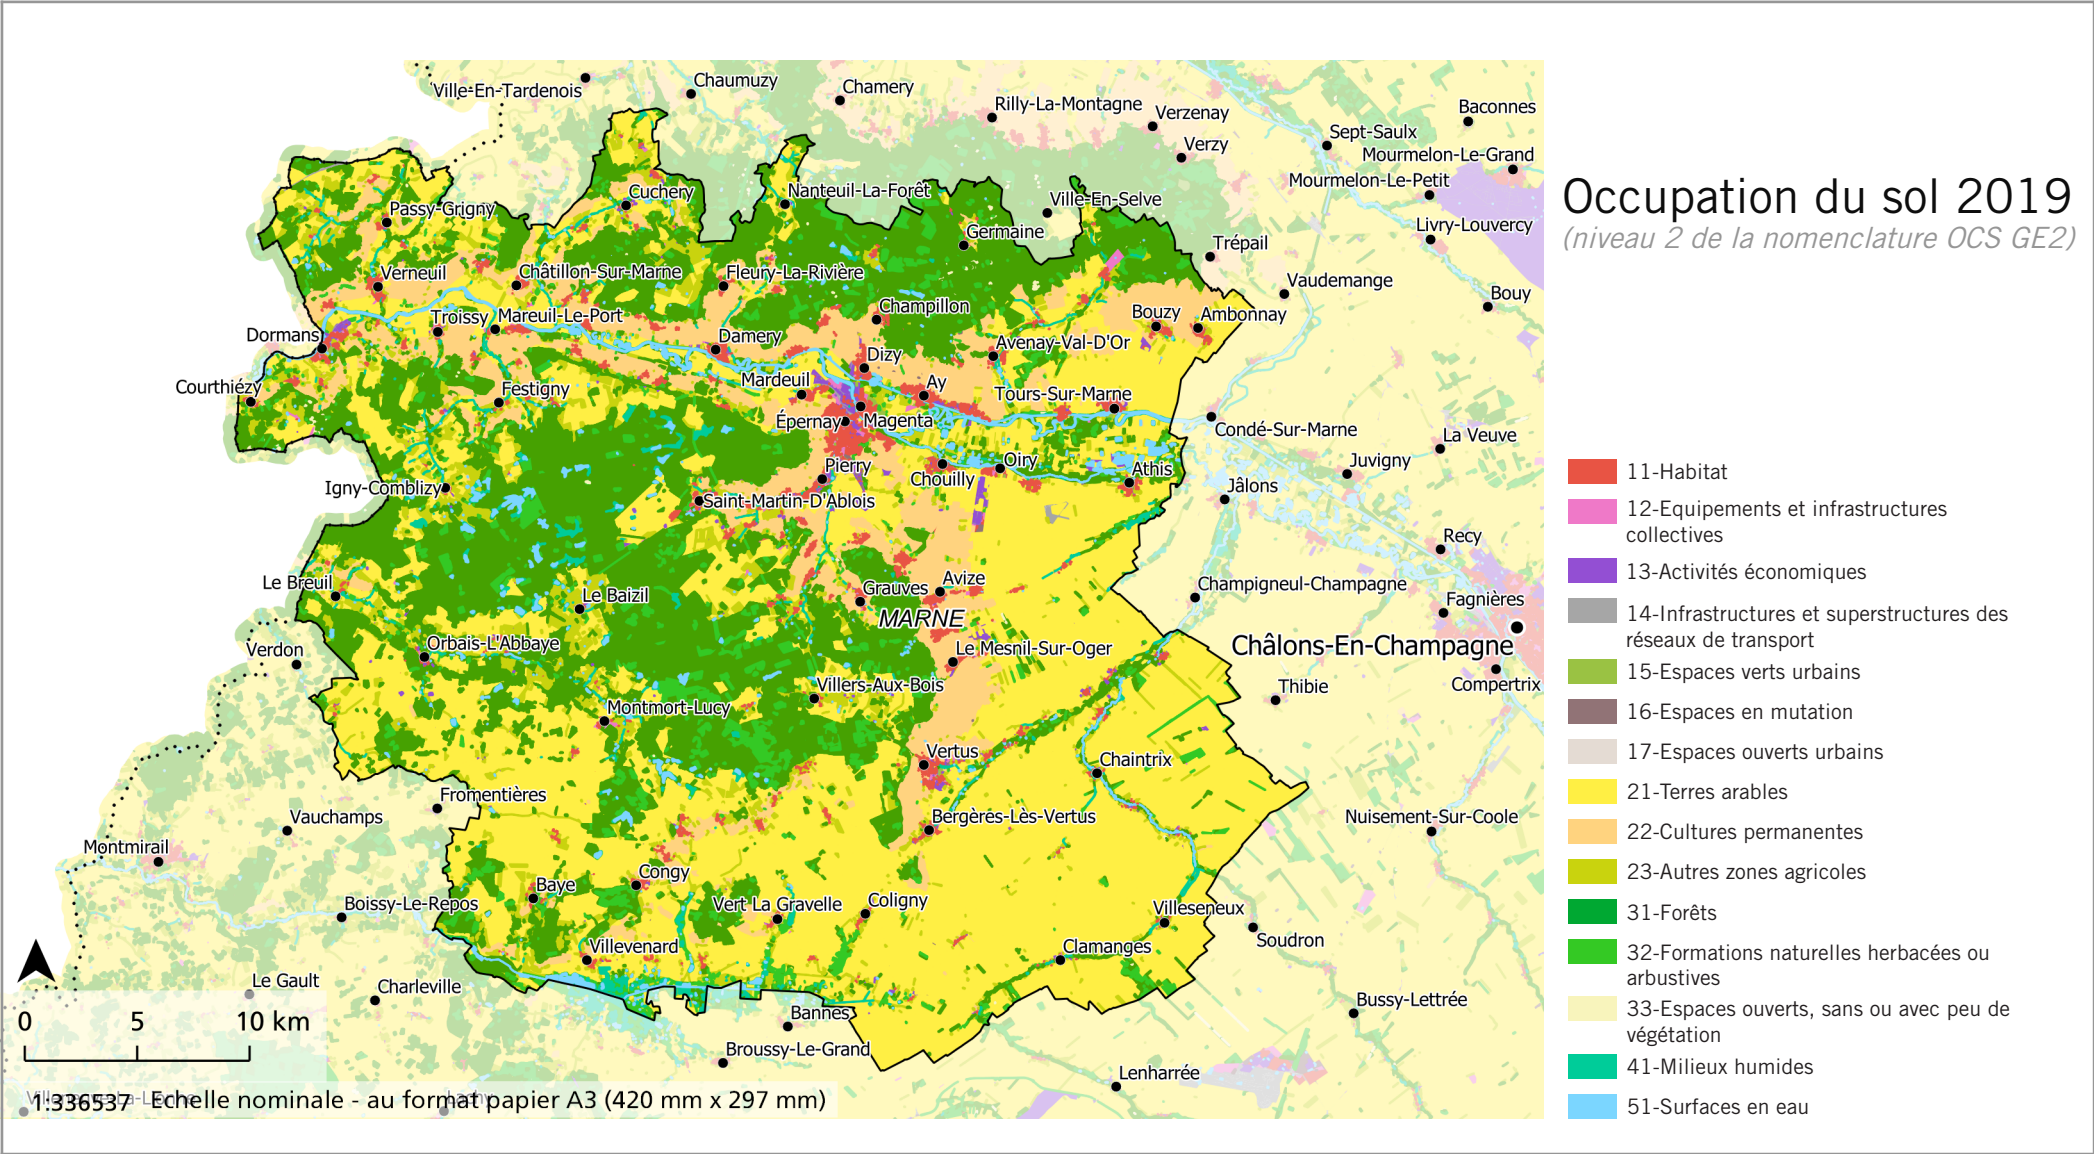 Ville-En-Tardenois
Chaumuzy
Chamery
Rilly-La-Montagne
Verzenay
Verzy
Sept-Saulx
Baconnes
Mourmelon-Le-Grand
Mourmelon-Le-Petit
Livry-Louvercy
Bouy
Cuchery
Nanteuil-La-Forêt
Ville-En-Selve
Passy-Grigny
Germaine
Trépail
Vaudemange
Verneuil
Châtillon-Sur-Marne
Fleury-La-Rivière
Champillon
Bouzy
Ambonnay
Troissy
Mareuil-Le-Port
Dormans
Damery
Dizy
Avenay-Val-D'Or
Courthiézy
Festigny
Mardeuil
Ay
Tours-Sur-Marne
Épernay
Magenta
Condé-Sur-Marne
La Veuve
Juvigny
Pierry
Chouilly
Oiry
Athis
Igny-Comblizy
Saint-Martin-D'Ablois
Jâlons
Recy
Le Breuil
Le Baizil
Grauves
Avize
MARNE
Champigneul-Champagne
Fagnières
Verdon
Orbais-L'Abbaye
Le Mesnil-Sur-Oger
Châlons-En-Champagne
Villers-Aux-Bois
Thibie
Compertrix
Montmort-Lucy
Vertus
Chaintrix
Fromentières
Vauchamps
Bergères-Lès-Vertus
Nuisement-Sur-Coole
Montmirail
Congy
Baye
Boissy-Le-Repos
Vert La Gravelle
Coligny
Villeseneux
Villevenard
Clamanges
Soudron
Le Gault
Charleville
Bannes
Bussy-Lettrée
Broussy-Le-Grand
Lenharrée
Villeneuve-La-Lionne
Lachy
0 5 10 km
1:336537 Echelle nominale - au format papier A3 (420 mm x 297 mm)
Occupation du sol 2019
(niveau 2 de la nomenclature OCS GE2)
11-Habitat
12-Equipements et infrastructures
collectives
13-Activités économiques
14-Infrastructures et superstructures des
réseaux de transport
15-Espaces verts urbains
16-Espaces en mutation
17-Espaces ouverts urbains
21-Terres arables
22-Cultures permanentes
23-Autres zones agricoles
31-Forêts
32-Formations naturelles herbacées ou
arbustives
33-Espaces ouverts, sans ou avec peu de
végétation
41-Milieux humides
51-Surfaces en eau